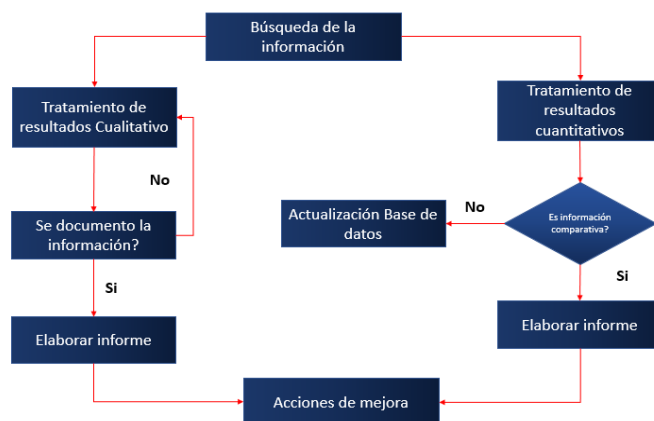 Búsqueda de la
información
Tratamiento de
resultados Cualitativo
Tratamiento de
resultados
cuantitativos
No
Se documento la
información?
Actualización Base de
datos
No
Es información
comparativa?
Si
Si
Elaborar informe
Elaborar informe
Acciones de mejora